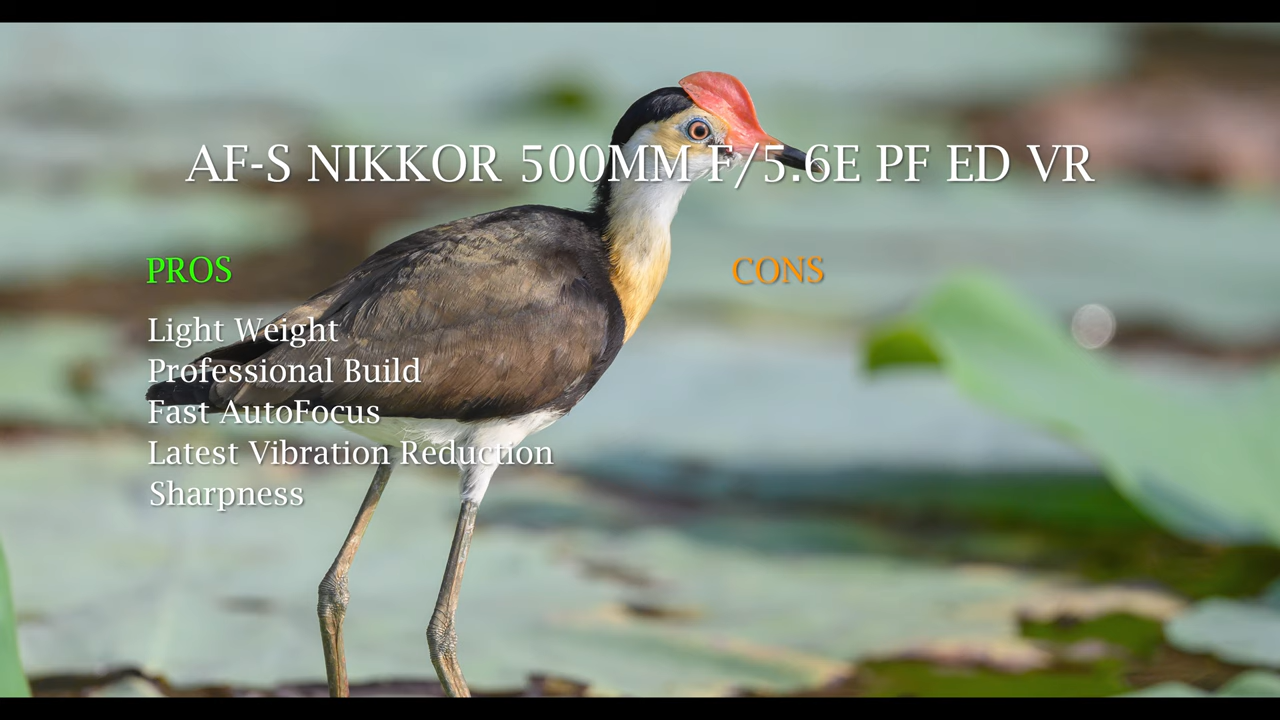 AF-S NIKKOR 500MM F/5.6E PF ED VR
PROS
Light Weight
Professional Build
Fast AutoFocus
Latest Vibration Reduction
Sharpness
CONS